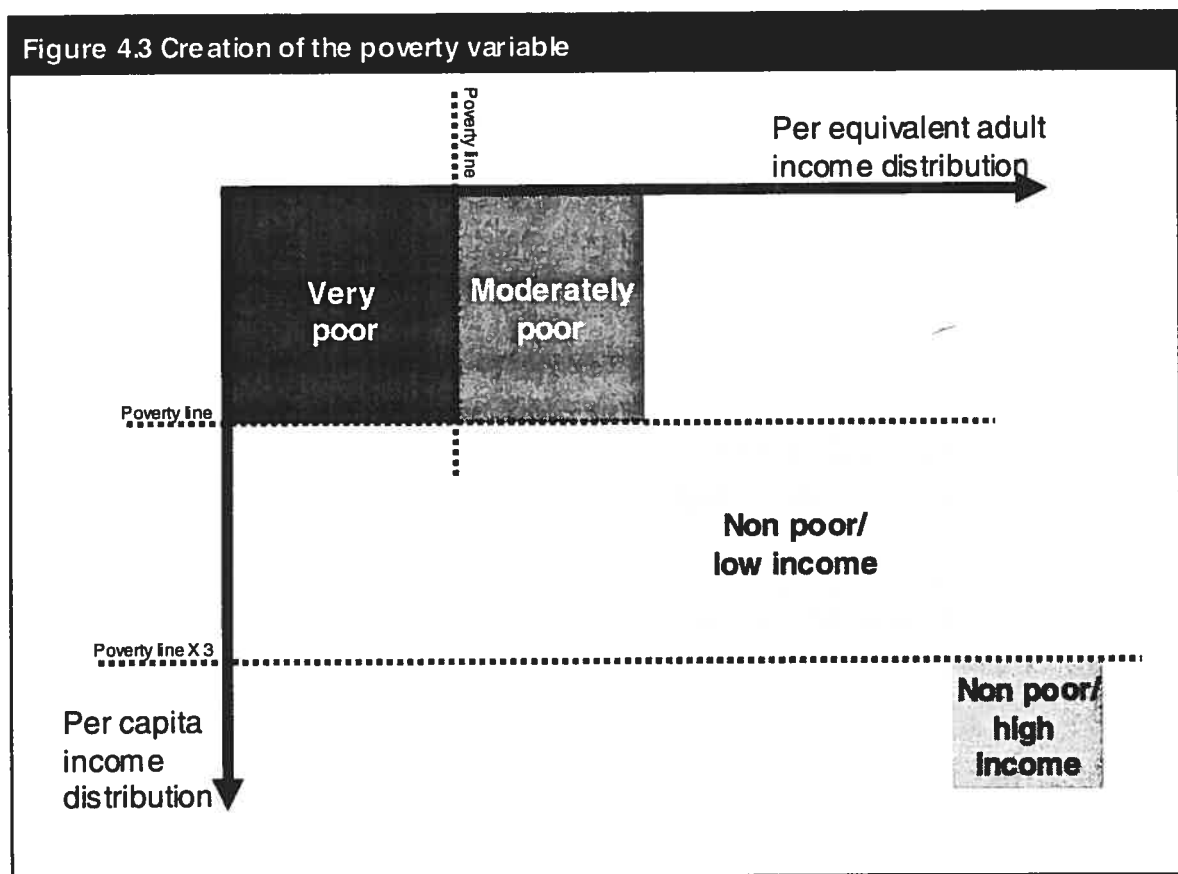 Figure 4.3 Creation of the poverty variable
Poverty line
Per equivalent adult
income distribution
Very
poor
Moderately
poor
Poverty line
Non poor/
low income
Poverty line X 3
Non poor/
high
income
Per capita
income
distribution